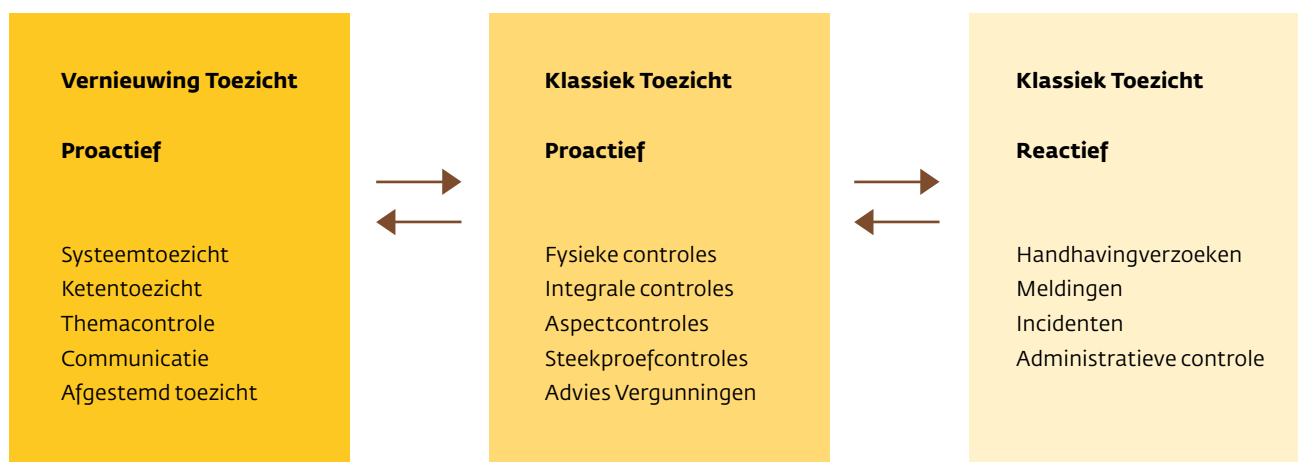 Vernieuwing Toezicht
Proactief
Systeemtoezicht
Ketentoezicht
Themacontrole
Communicatie
Afgestemd toezicht
Klassiek Toezicht
Proactief
Fysieke controles
Integrale controles
Aspectcontroles
Steekproefcontroles
Advies Vergunningen
Klassiek Toezicht
Reactief
Handhavingverzoeken
Meldingen
Incidenten
Administratieve controle